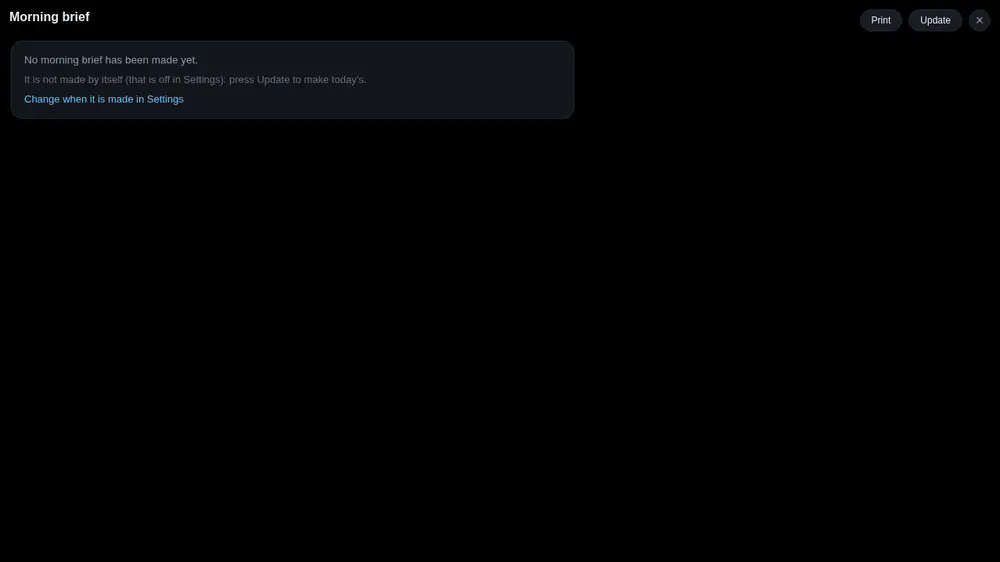 Morning brief
Print
Update
✕
No morning brief has been made yet.
It is not made by itself (that is off in Settings): press Update to make today's.
Change when it is made in Settings